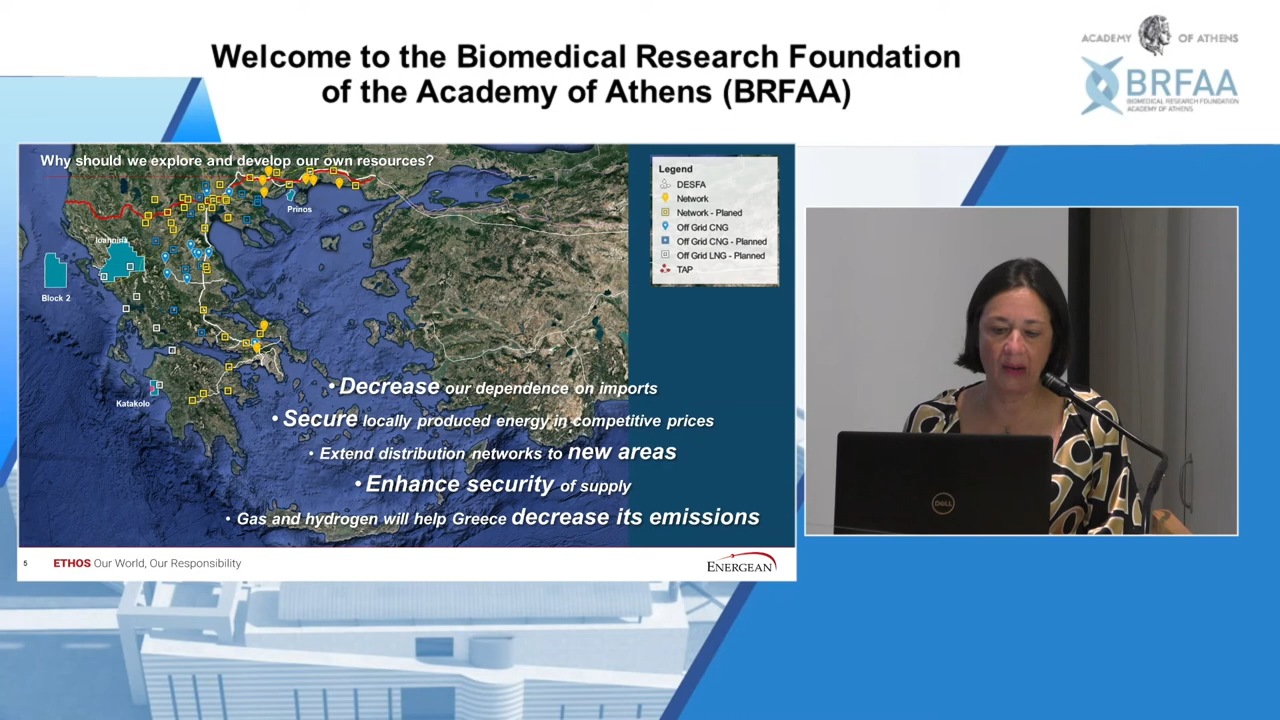 Welcome to the Biomedical Research Foundation
of the Academy of Athens (BRFAA)
ACADEMY OF ATHENS
BRFAA
BIOMEDICAL RESEARCH FOUNDATION
ACADEMY OF ATHENS
Why should we explore and develop our own resources?
Legend
DESFA
Network
Network - Planed
Off Grid CNG
Off Grid CNG - Planned
Off Grid LNG - Planned
TAP
Prinos
Ioannina
Block 2
Katakolo
• Decrease our dependence on imports
• Secure locally produced energy in competitive prices
• Extend distribution networks to new areas
• Enhance security of supply
• Gas and hydrogen will help Greece decrease its emissions
5
ETHOS Our World, Our Responsibility
ENERGEAN
DELL